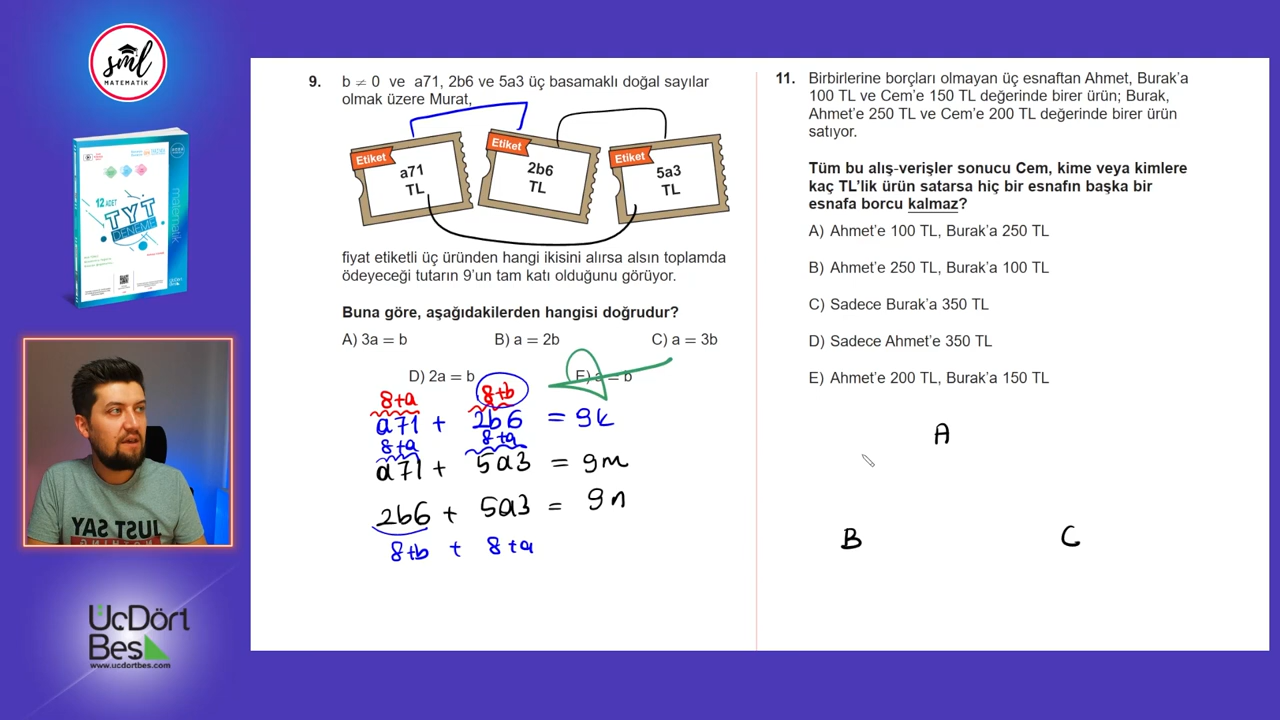 sml
MATEMATİK
12 ADET
TYT
DENEME
matematik
JUST TSAY
NOTHING
ÜcDört
Beş
www.ucdortbes.com
9. b ≠ 0 ve a71, 2b6 ve 5a3 üç basamaklı doğal sayılar
olmak üzere Murat,
Etiket
a71
TL
Etiket
2b6
TL
Etiket
5a3
TL
fiyat etiketli üç üründen hangi ikisini alırsa alsın toplamda
ödeyeceği tutarın 9'un tam katı olduğunu görüyor.
Buna göre, aşağıdakilerden hangisi doğrudur?
A) 3a = b B) a = 2b C) a = 3b
D) 2a = b E) a = b
8+a 8+b
a71 + 2b6 = 9k
8+a 8+a
a71 + 5a3 = 9m
2b6 + 5a3 = 9n
8+b + 8+a
11. Birbirlerine borçları olmayan üç esnaftan Ahmet, Burak'a
100 TL ve Cem'e 150 TL değerinde birer ürün; Burak,
Ahmet'e 250 TL ve Cem'e 200 TL değerinde birer ürün
satıyor.
Tüm bu alış-verişler sonucu Cem, kime veya kimlere
kaç TL'lik ürün satarsa hiç bir esnafın başka bir
esnafa borcu kalmaz?
A) Ahmet'e 100 TL, Burak'a 250 TL
B) Ahmet'e 250 TL, Burak'a 100 TL
C) Sadece Burak'a 350 TL
D) Sadece Ahmet'e 350 TL
E) Ahmet'e 200 TL, Burak'a 150 TL
A
B C